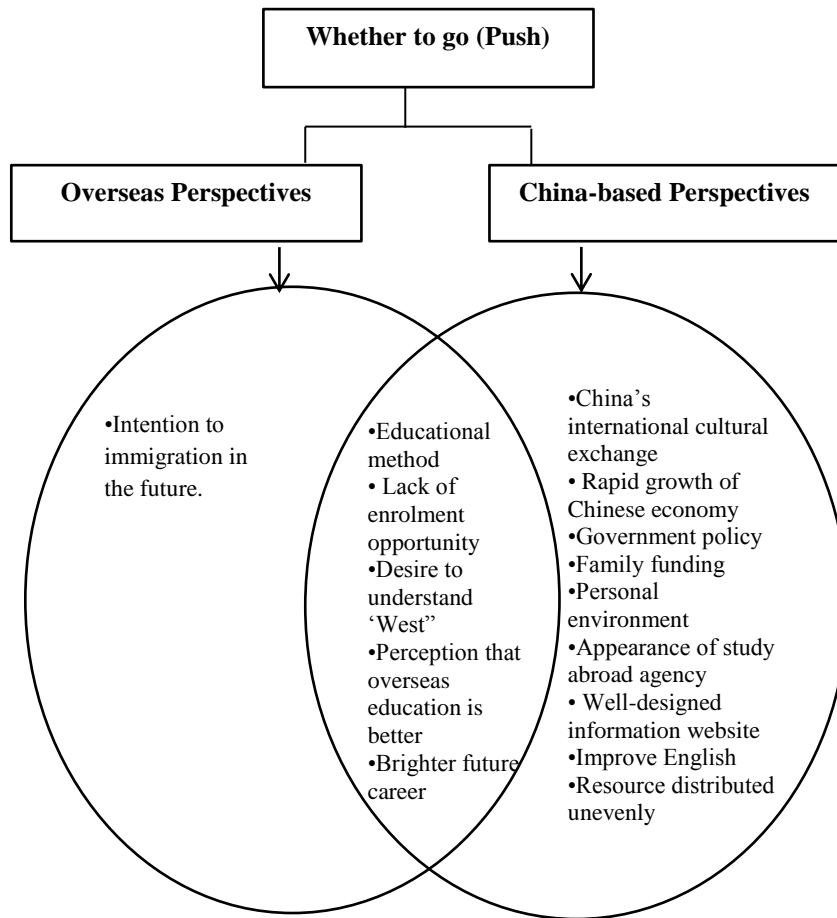 Whether to go (Push)
Overseas Perspectives
China-based Perspectives
•Intention to
immigration in
the future.
•Educational
method
• Lack of
enrolment
opportunity
•Desire to
understand
‘West”
•Perception that
overseas
education is
better
•Brighter future
career
•China’s
international cultural
exchange
• Rapid growth of
Chinese economy
•Government policy
•Family funding
•Personal
environment
•Appearance of study
abroad agency
• Well-designed
information website
•Improve English
•Resource distributed
unevenly